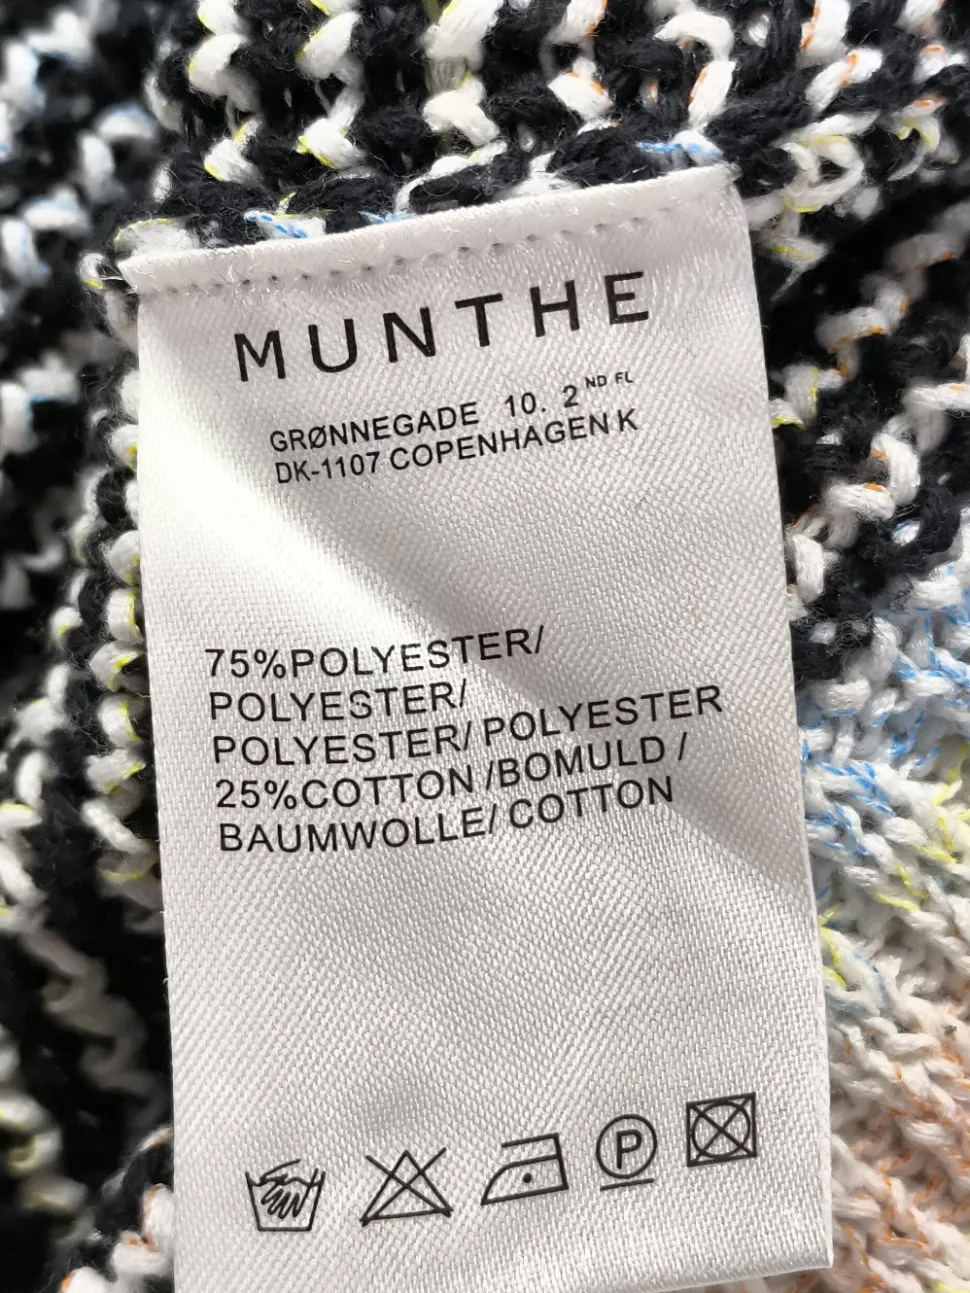 MUNTHE
GRØNNEGADE 10. 2ND FL
DK-1107 COPENHAGEN K
75%POLYESTER/
POLYESTER/
POLYESTER/ POLYESTER
25%COTTON /BOMULD /
BAUMWOLLE/ COTTON
P